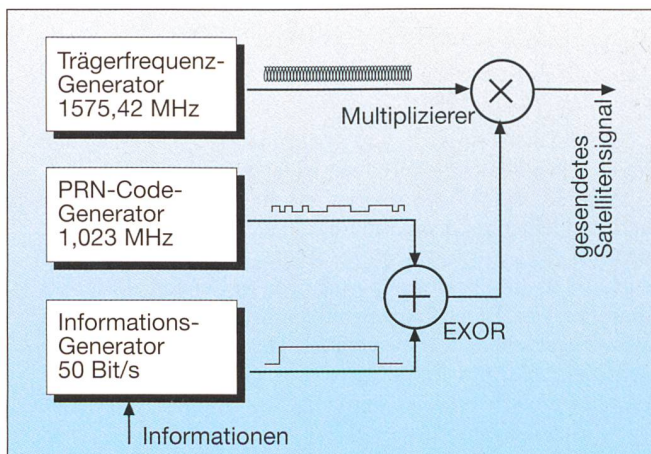 Trägerfrequenz-
Generator
1575,42 MHz
Multiplizierer
gesendetes
Satellitensignal
PRN-Code-
Generator
1,023 MHz
EXOR
Informations-
Generator
50 Bit/s
Informationen